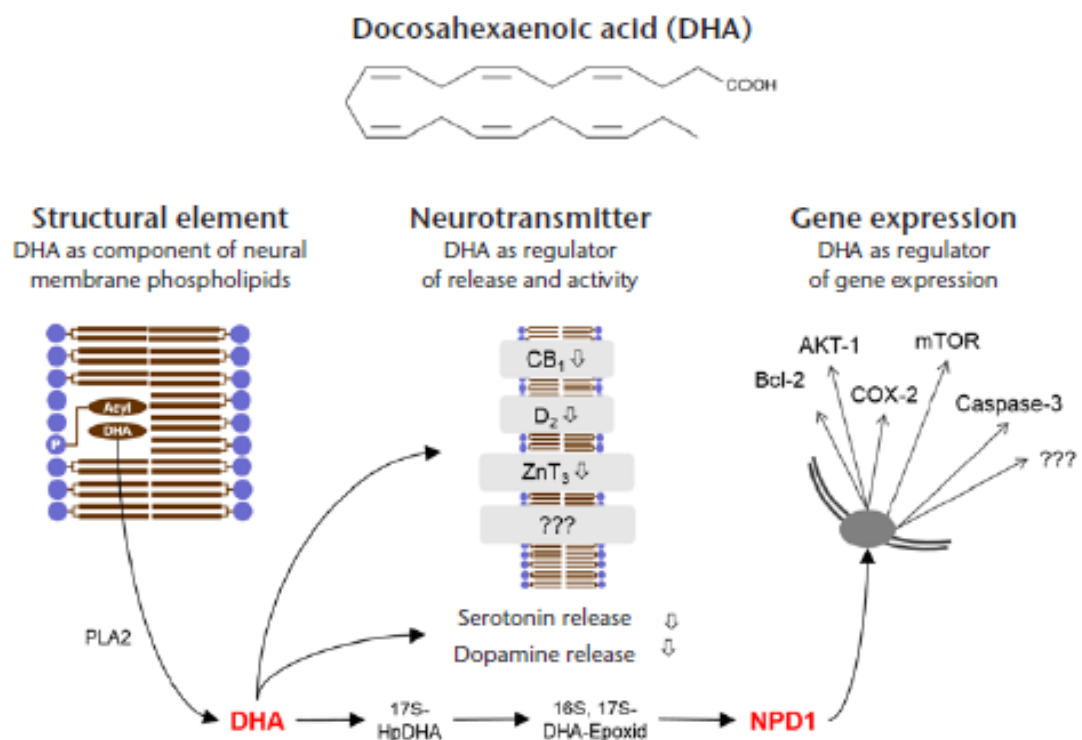 Docosahexaenoic acid (DHA)
COOH
Structural element
DHA as component of neural
membrane phospholipids
Neurotransmitter
DHA as regulator
of release and activity
Gene expression
DHA as regulator
of gene expression
Acyl
DHA
P
PLA2
CB₁ ⇩
D₂ ⇩
ZnT₃ ⇩
???
Serotonin release ⇩
Dopamine release ⇩
AKT-1
mTOR
Bcl-2
COX-2
Caspase-3
???
DHA
17S-
HpDHA
16S, 17S-
DHA-Epoxid
NPD1